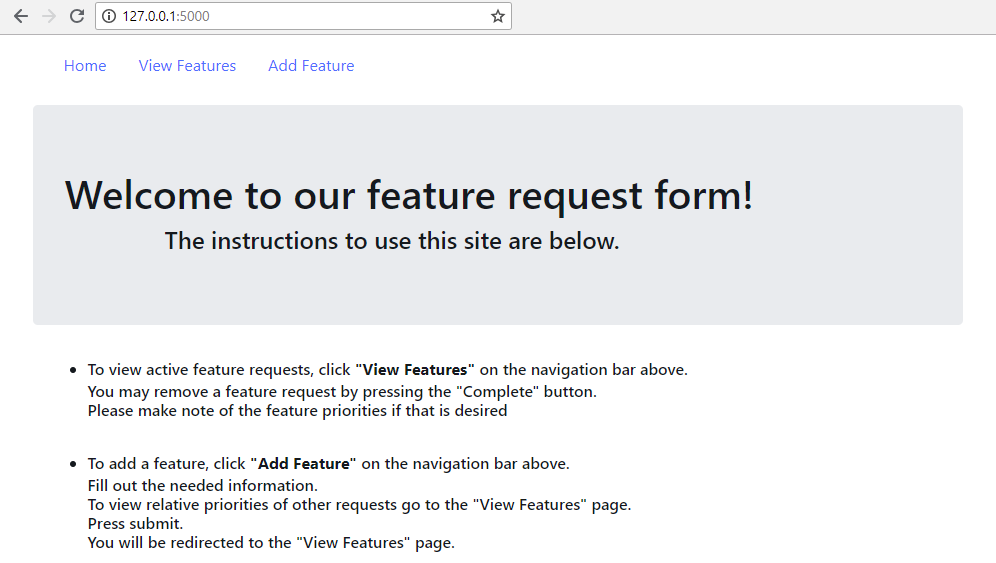 127.0.0.1:5000
Home View Features Add Feature
Welcome to our feature request form!
The instructions to use this site are below.
• To view active feature requests, click "View Features" on the navigation bar above.
You may remove a feature request by pressing the "Complete" button.
Please make note of the feature priorities if that is desired
• To add a feature, click "Add Feature" on the navigation bar above.
Fill out the needed information.
To view relative priorities of other requests go to the "View Features" page.
Press submit.
You will be redirected to the "View Features" page.